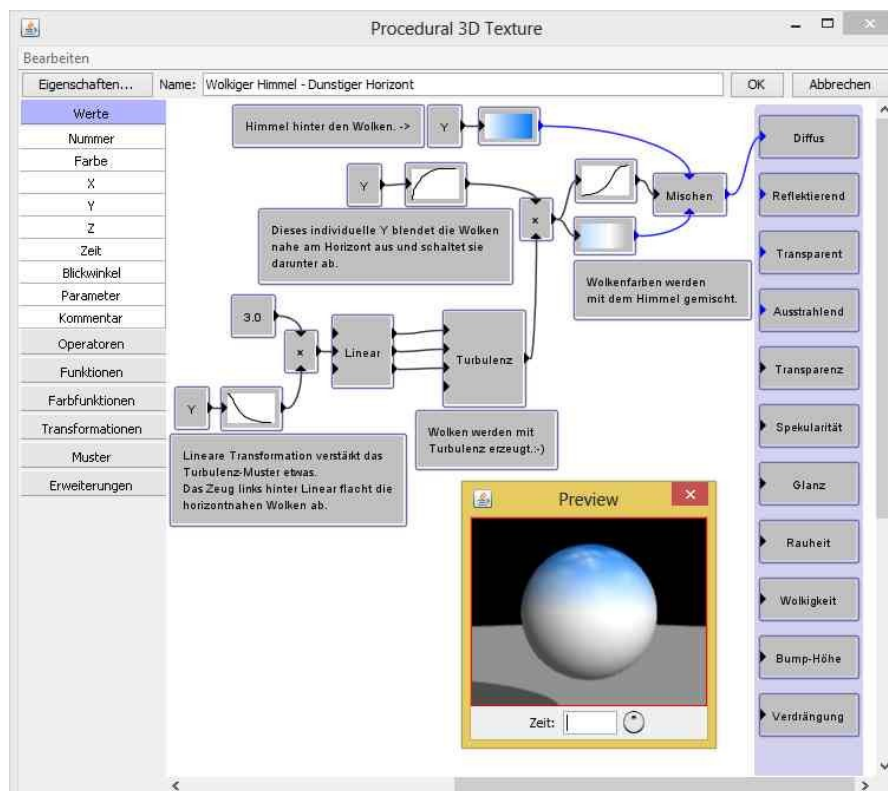 Procedural 3D Texture
Bearbeiten
Eigenschaften...
Name:
Wolkiger Himmel - Dunstiger Horizont
OK
Abbrechen
Werte
Nummer
Farbe
X
Y
Z
Zeit
Blickwinkel
Parameter
Kommentar
Operatoren
Funktionen
Farbfunktionen
Transformationen
Muster
Erweiterungen
Himmel hinter den Wolken. ->
Y
Y
Dieses individuelle Y blendet die Wolken
nahe am Horizont aus und schaltet sie
darunter ab.
x
Mischen
Wolkenfarben werden
mit dem Himmel gemischt.
3.0
x
Linear
Turbulenz
Y
Wolken werden mit
Turbulenz erzeugt.:-)
Lineare Transformation verstärkt das
Turbulenz-Muster etwas.
Das Zeug links hinter Linear flacht die
horizontnahen Wolken ab.
Preview
Zeit:
Diffus
Reflektierend
Transparent
Ausstrahlend
Transparenz
Spekularität
Glanz
Rauheit
Wolkigkeit
Bump-Höhe
Verdrängung